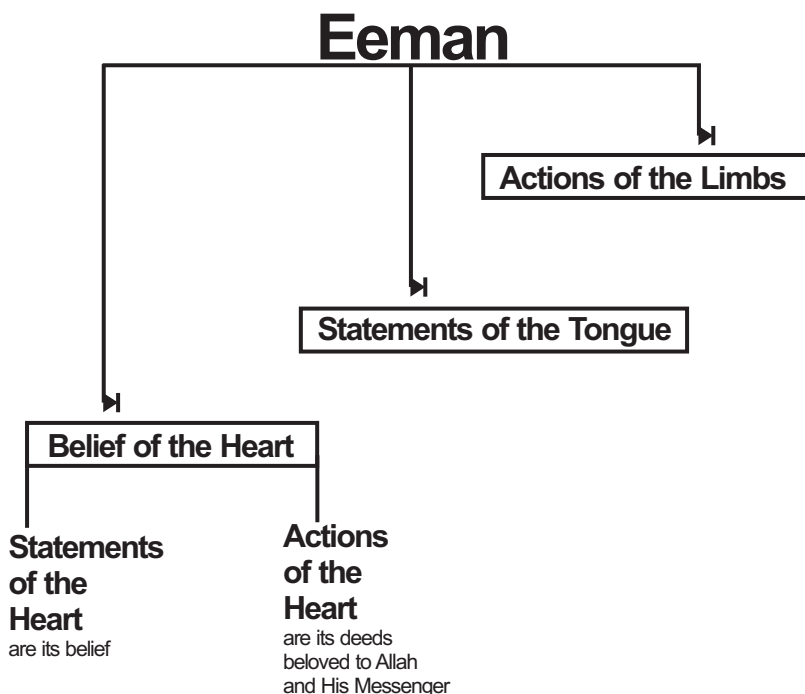 Eeman
Actions of the Limbs
Statements of the Tongue
Belief of the Heart
Statements
of the
Heart
are its belief
Actions
of the
Heart
are its deeds
beloved to Allah
and His Messenger